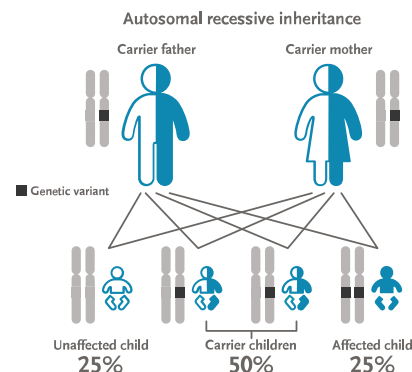 Autosomal recessive inheritance
Carrier father
Carrier mother
Genetic variant
Unaffected child
25%
Carrier children
50%
Affected child
25%